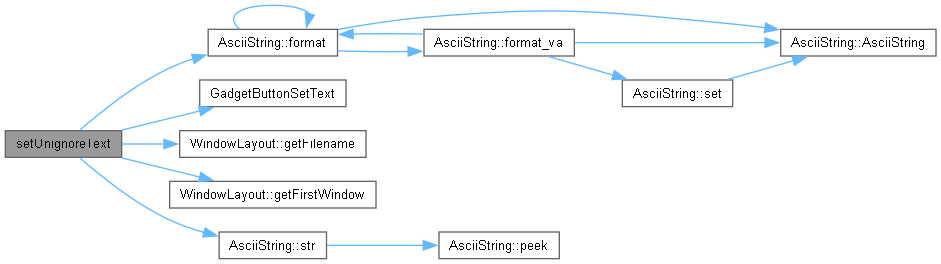 AsciiString::format
AsciiString::format_va
AsciiString::AsciiString
GadgetButtonSetText
AsciiString::set
setUnignoreText
WindowLayout::getFilename
WindowLayout::getFirstWindow
AsciiString::str
AsciiString::peek